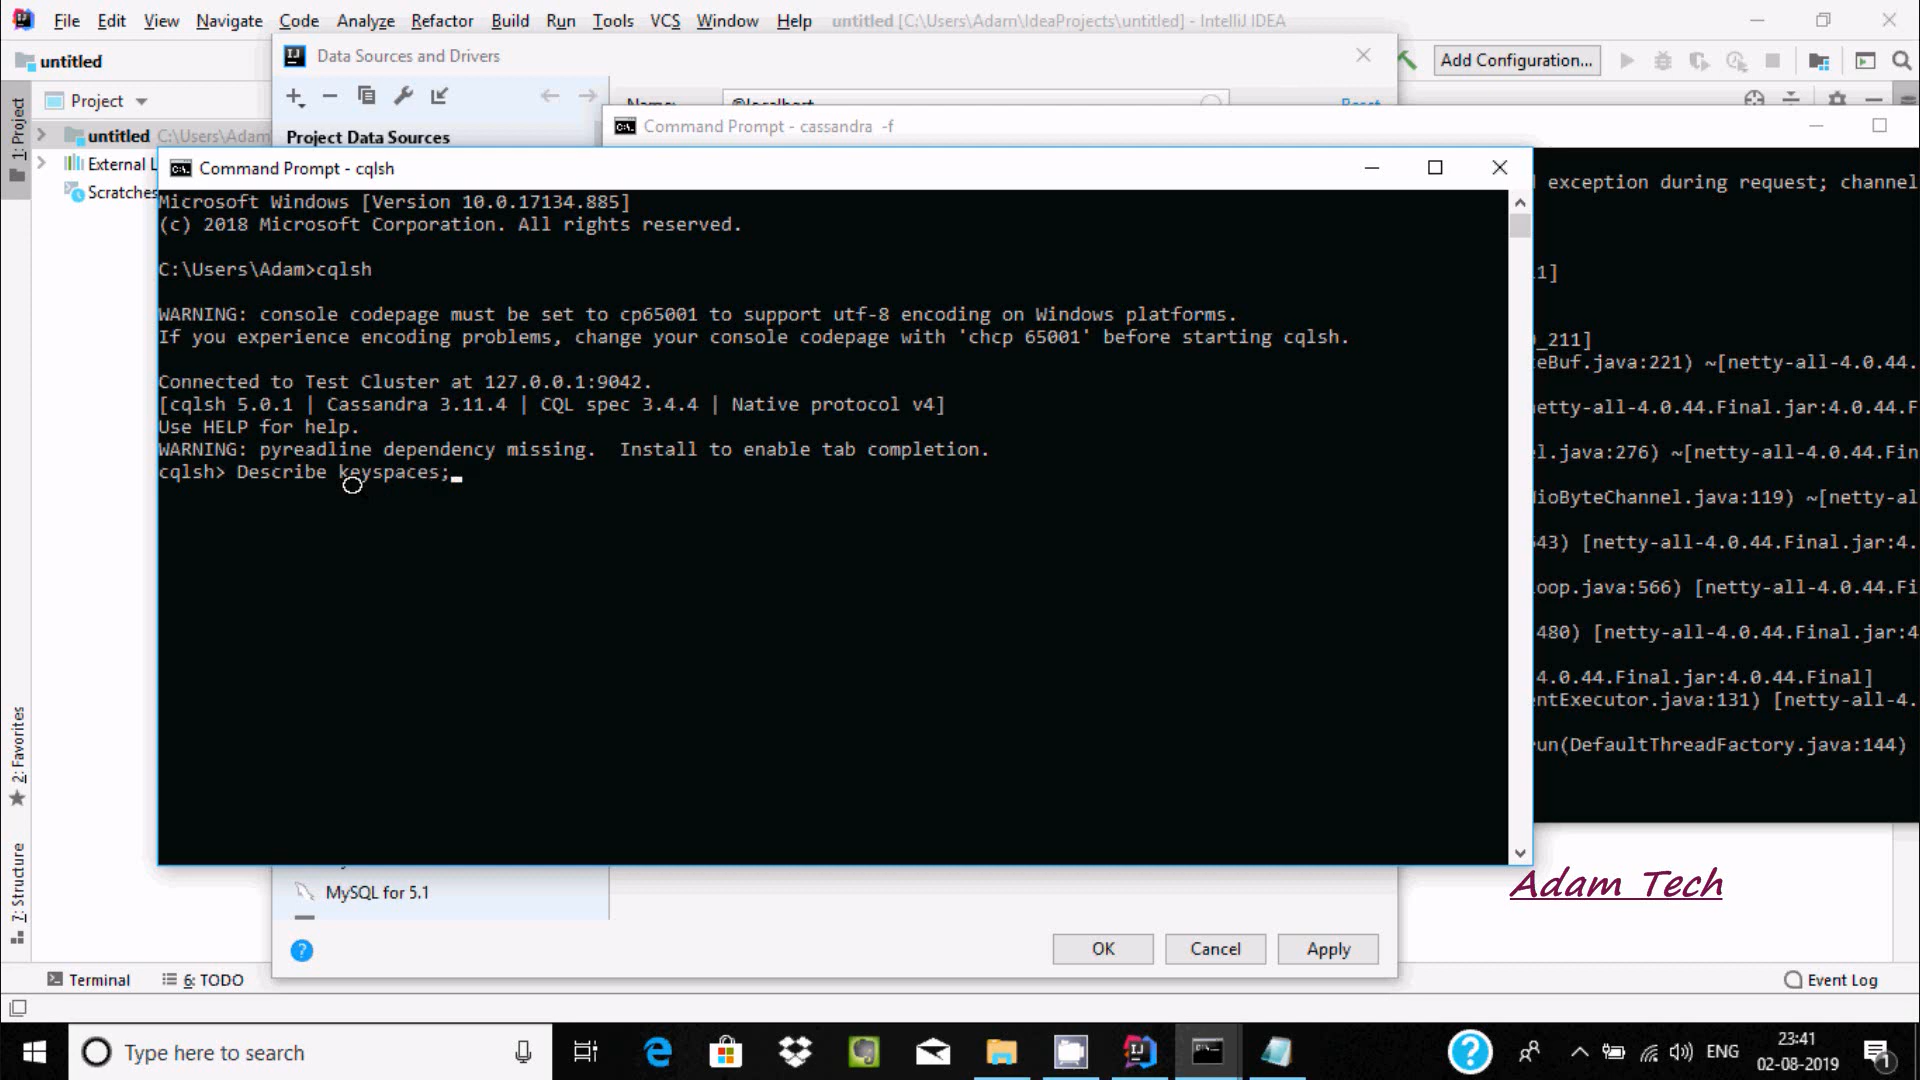 File Edit View Navigate Code Analyze Refactor Build Run Tools VCS Window Help untitled [C:\Users\Adam\IdeaProjects\untitled] - IntelliJ IDEA
untitled
Add Configuration...
Data Sources and Drivers
1: Project
Project
untitled C:\Users\Adam
External L
Scratches
Project Data Sources
Name: @localhost
Reset
Command Prompt - cassandra -f
Command Prompt - cqlsh
Microsoft Windows [Version 10.0.17134.885]
(c) 2018 Microsoft Corporation. All rights reserved.
C:\Users\Adam>cqlsh
WARNING: console codepage must be set to cp65001 to support utf-8 encoding on Windows platforms.
If you experience encoding problems, change your console codepage with 'chcp 65001' before starting cqlsh.
Connected to Test Cluster at 127.0.0.1:9042.
[cqlsh 5.0.1 | Cassandra 3.11.4 | CQL spec 3.4.4 | Native protocol v4]
Use HELP for help.
WARNING: pyreadline dependency missing.  Install to enable tab completion.
cqlsh> Describe keyspaces;
exception during request; channel
1]
_211]
eBuf.java:221) ~[netty-all-4.0.44.
etty-all-4.0.44.Final.jar:4.0.44.F
l.java:276) ~[netty-all-4.0.44.Fin
ioByteChannel.java:119) ~[netty-al
43) [netty-all-4.0.44.Final.jar:4.
oop.java:566) [netty-all-4.0.44.Fi
480) [netty-all-4.0.44.Final.jar:4
4.0.44.Final.jar:4.0.44.Final]
ntExecutor.java:131) [netty-all-4.
un(DefaultThreadFactory.java:144)
2: Favorites
7: Structure
MySQL for 5.1
Adam Tech
OK
Cancel
Apply
Terminal
6: TODO
Event Log
Type here to search
ENG
23:41
02-08-2019
1